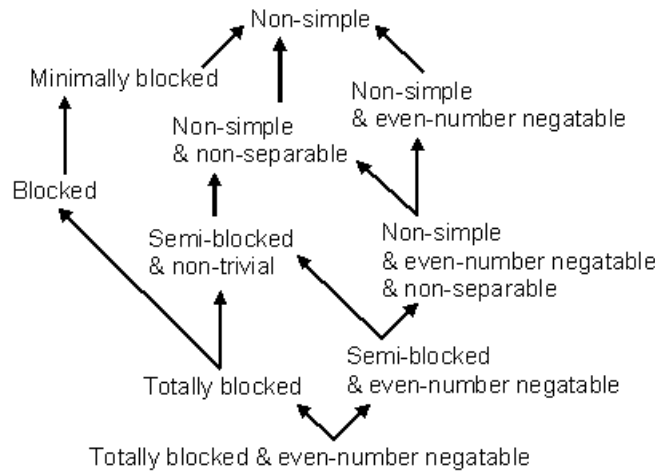 Non-simple
Minimally blocked
Non-simple
& even-number negatable
Non-simple
& non-separable
Blocked
Semi-blocked
& non-trivial
Non-simple
& even-number negatable
& non-separable
Totally blocked
Semi-blocked
& even-number negatable
Totally blocked & even-number negatable